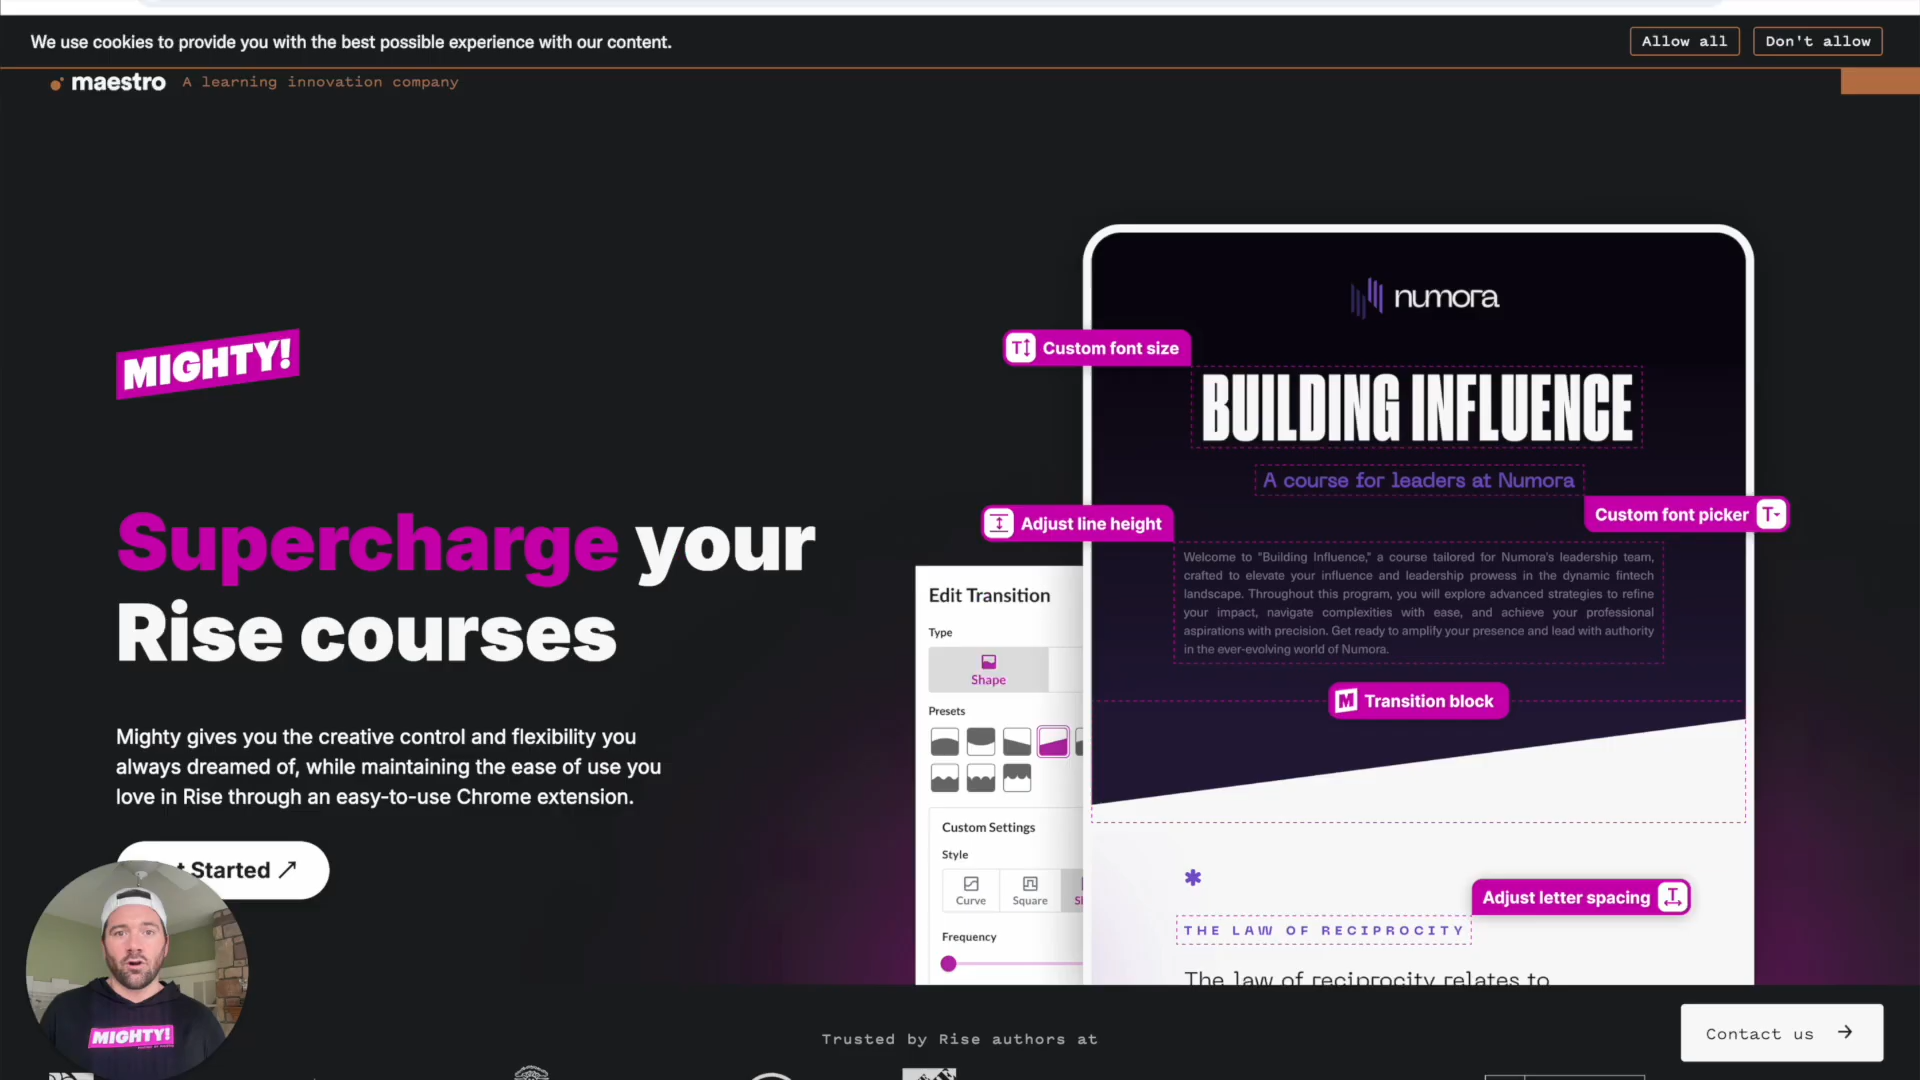 We use cookies to provide you with the best possible experience with our content.
Allow all
Don't allow
maestro
A learning innovation company
MIGHTY!
Supercharge your
Rise courses
Mighty gives you the creative control and flexibility you
always dreamed of, while maintaining the ease of use you
love in Rise through an easy-to-use Chrome extension.
t Started ↗
MIGHTY!
Edit Transition
Type
Shape
Presets
Custom Settings
Style
Curve
Square
Frequency
numora
Custom font size
BUILDING INFLUENCE
A course for leaders at Numora
Custom font picker
Adjust line height
Welcome to "Building Influence," a course tailored for Numora's leadership team,
crafted to elevate your influence and leadership prowess in the dynamic fintech
landscape. Throughout this program, you will explore advanced strategies to refine
your impact, navigate complexities with ease, and achieve your professional
aspirations with precision. Get ready to amplify your presence and lead with authority
in the ever-evolving world of Numora.
M Transition block
Adjust letter spacing
THE LAW OF RECIPROCITY
The law of reciprocity relates to
Trusted by Rise authors at
Contact us →